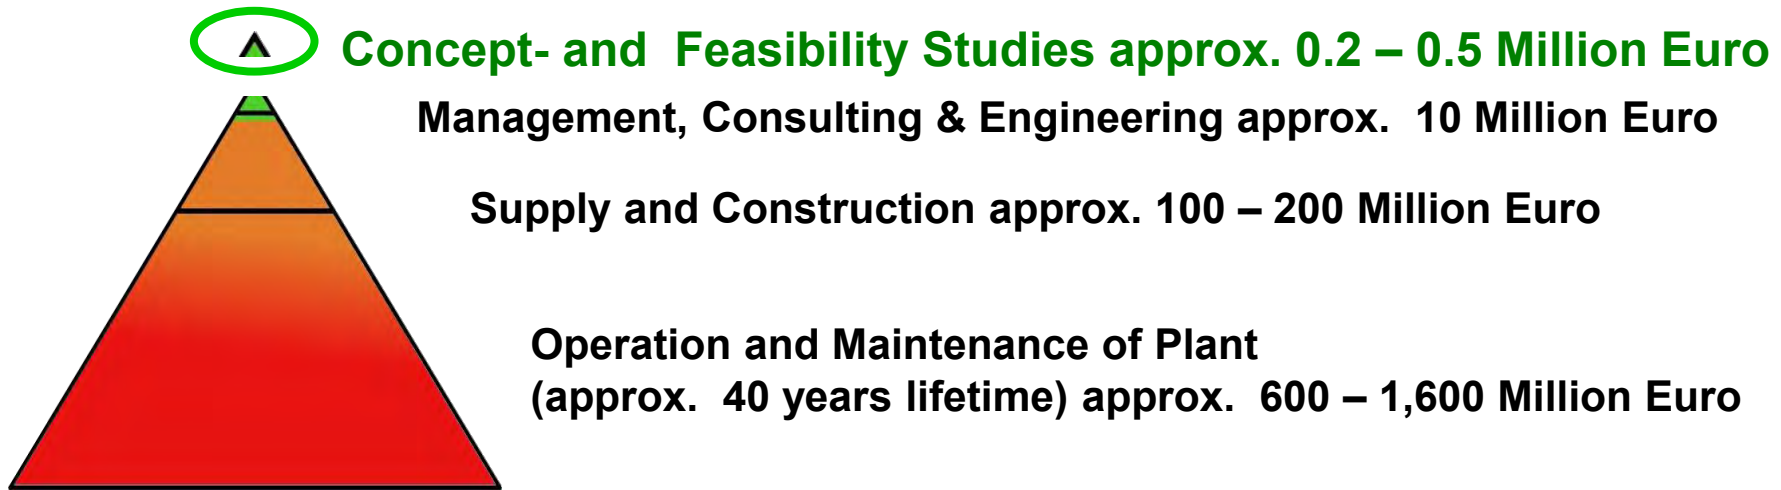 Concept- and Feasibility Studies approx. 0.2 – 0.5 Million Euro
Management, Consulting & Engineering approx. 10 Million Euro
Supply and Construction approx. 100 – 200 Million Euro
Operation and Maintenance of Plant
(approx. 40 years lifetime) approx. 600 – 1,600 Million Euro